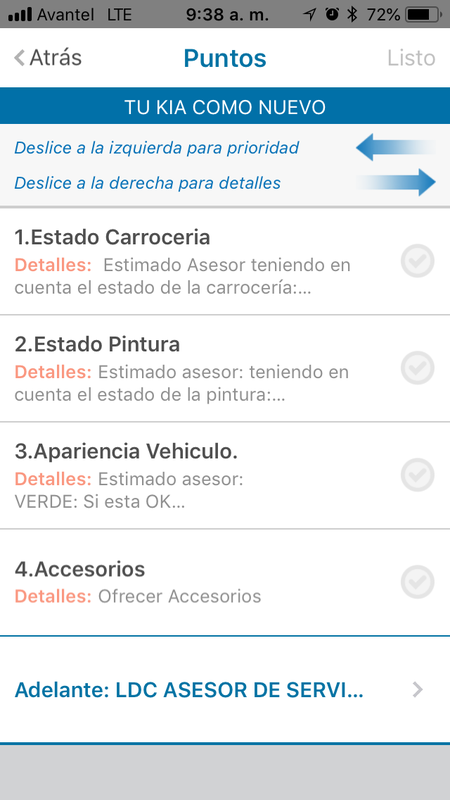 Avantel LTE 9:38 a. m. 72%
Atrás Puntos Listo
TU KIA COMO NUEVO
Deslice a la izquierda para prioridad
Deslice a la derecha para detalles
1.Estado Carroceria
Detalles: Estimado Asesor teniendo en
cuenta el estado de la carrocería:...
2.Estado Pintura
Detalles: Estimado asesor: teniendo en
cuenta el estado de la pintura:...
3.Apariencia Vehiculo.
Detalles: Estimado asesor:
VERDE: Si esta OK...
4.Accesorios
Detalles: Ofrecer Accesorios
Adelante: LDC ASESOR DE SERVI...